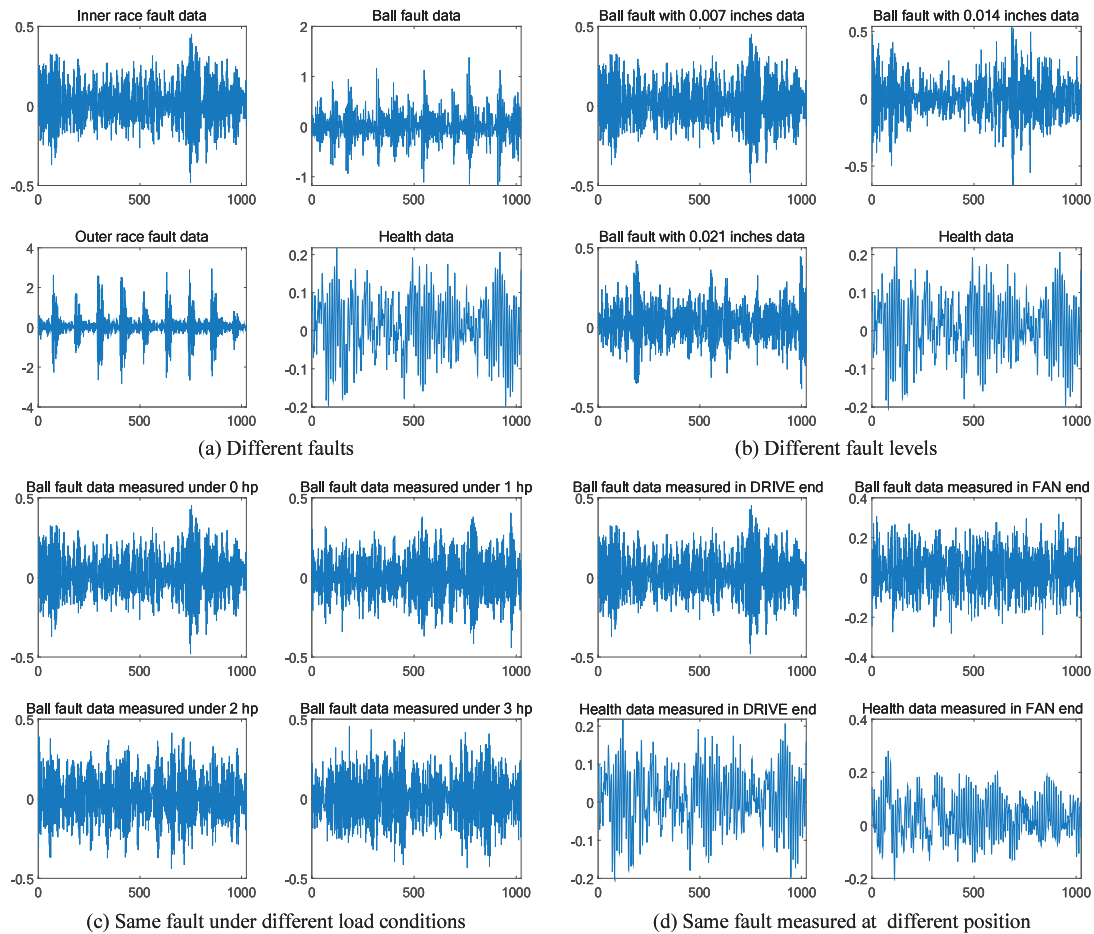 Inner race fault data
0.5
0
-0.5
0 500 1000
Ball fault data
2
1
0
-1
0 500 1000
Outer race fault data
4
2
0
-2
-4
0 500 1000
Health data
0.2
0.1
0
-0.1
-0.2
0 500 1000
(a) Different faults
Ball fault with 0.007 inches data
0.5
0
-0.5
0 500 1000
Ball fault with 0.014 inches data
0.5
0
-0.5
0 500 1000
Ball fault with 0.021 inches data
0.5
0
-0.5
0 500 1000
Health data
0.2
0.1
0
-0.1
-0.2
0 500 1000
(b) Different fault levels
Ball fault data measured under 0 hp
0.5
0
-0.5
0 500 1000
Ball fault data measured under 1 hp
0.5
0
-0.5
0 500 1000
Ball fault data measured under 2 hp
0.5
0
-0.5
0 500 1000
Ball fault data measured under 3 hp
0.5
0
-0.5
0 500 1000
(c) Same fault under different load conditions
Ball fault data measured in DRIVE end
0.5
0
-0.5
0 500 1000
Ball fault data measured in FAN end
0.4
0.2
0
-0.2
-0.4
0 500 1000
Health data measured in DRIVE end
0.2
0.1
0
-0.1
-0.2
0 500 1000
Health data measured in FAN end
0.4
0.2
0
-0.2
0 500 1000
(d) Same fault measured at different position